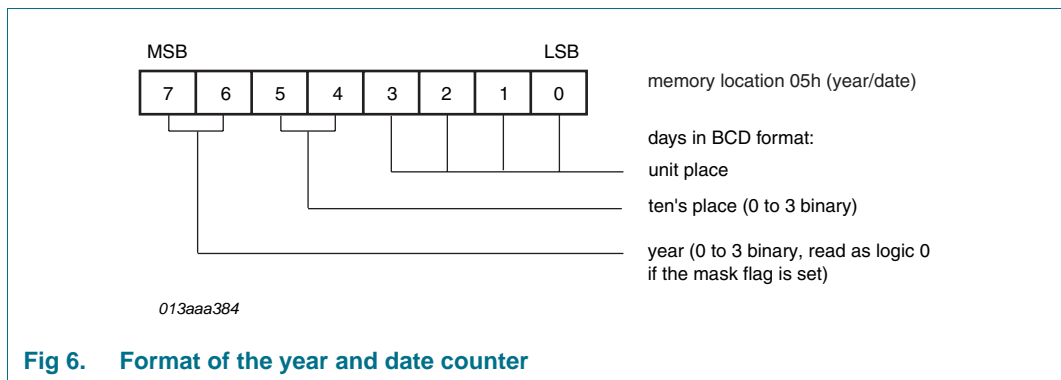 MSB LSB
7 6 5 4 3 2 1 0
memory location 05h (year/date)
days in BCD format:
unit place
ten's place (0 to 3 binary)
year (0 to 3 binary, read as logic 0
if the mask flag is set)
013aaa384
Fig 6. Format of the year and date counter